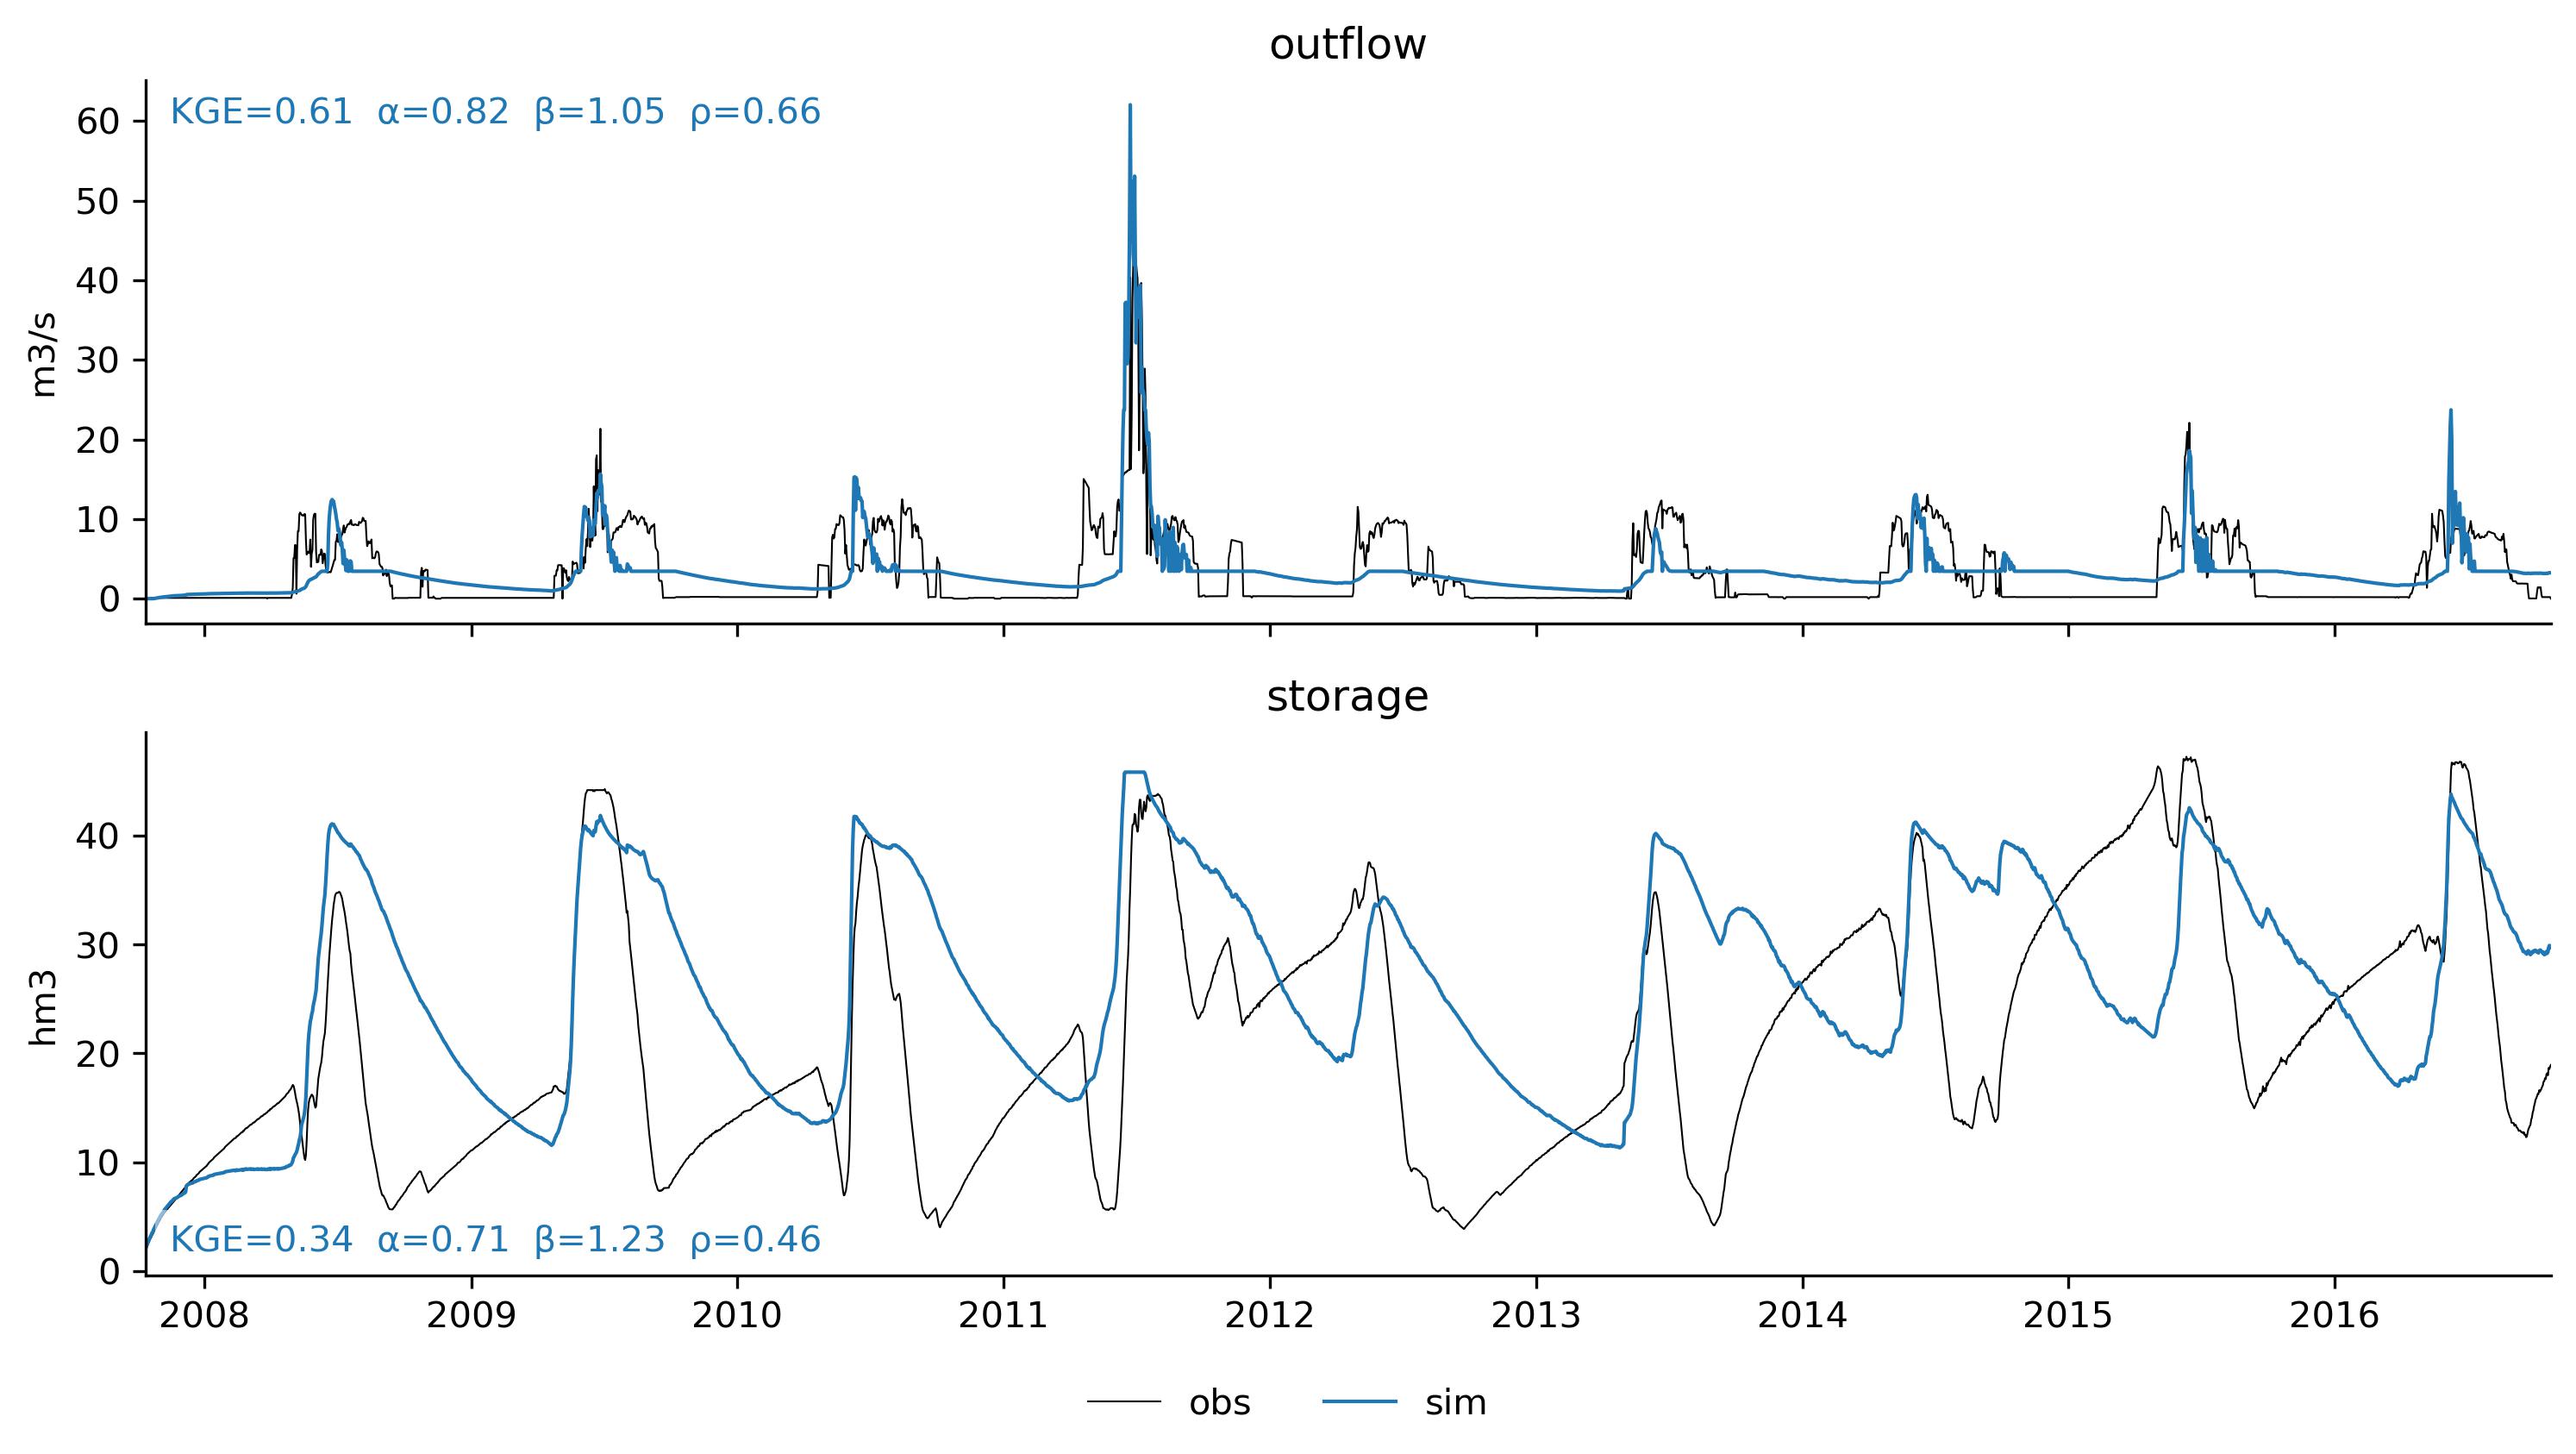 outflow
KGE=0.61 α=0.82 β=1.05 ρ=0.66
60
50
40
30
20
10
0
m3/s
storage
40
30
20
10
0
hm3
KGE=0.34 α=0.71 β=1.23 ρ=0.46
2008 2009 2010 2011 2012 2013 2014 2015 2016
obs sim